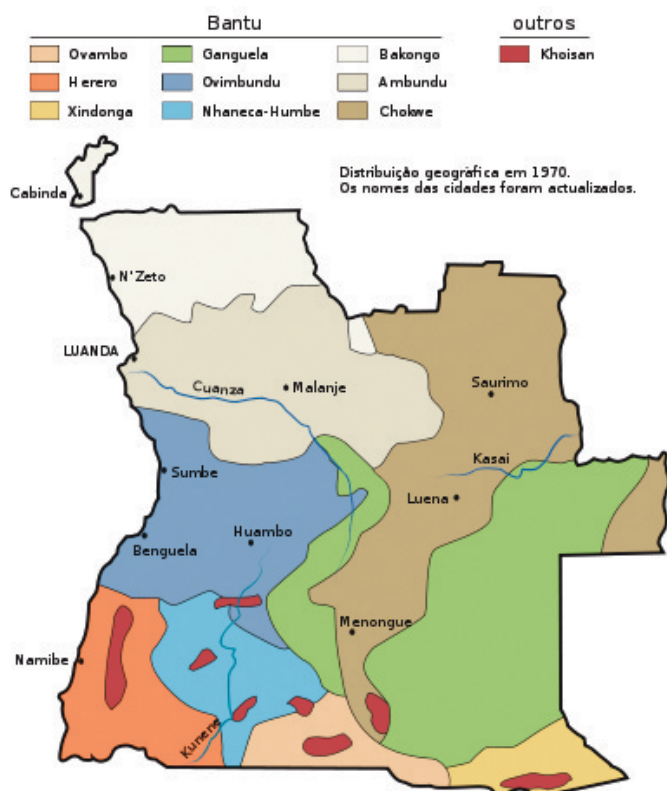 Bantu
outros
Ovambo
Ganguela
Bakongo
Khoisan
Herero
Ovimbundu
Ambundu
Xindonga
Nhaneca-Humbe
Chokwe
Distribuição geográfica em 1970.
Os nomes das cidades foram actualizados.
Cabinda
N'Zeto
LUANDA
Cuanza
Malanje
Saurimo
Sumbe
Kasai
Luena
Huambo
Benguela
Menongue
Namibe
Kunene